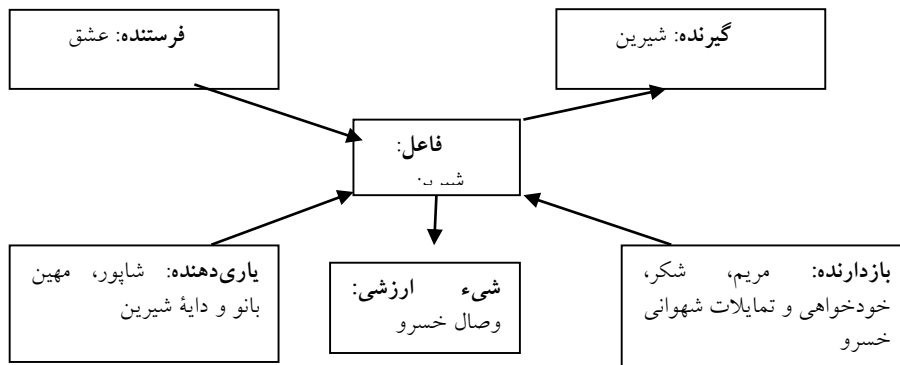 فرستنده: عشق
گیرنده: شیرین
فاعل:
یاری‌دهنده: شاپور، مهین
بانو و دایهٔ شیرین
شیء ارزشی:
وصال خسرو
بازدارنده: مریم، شکر،
خودخواهی و تمایلات شهوانی
خسرو